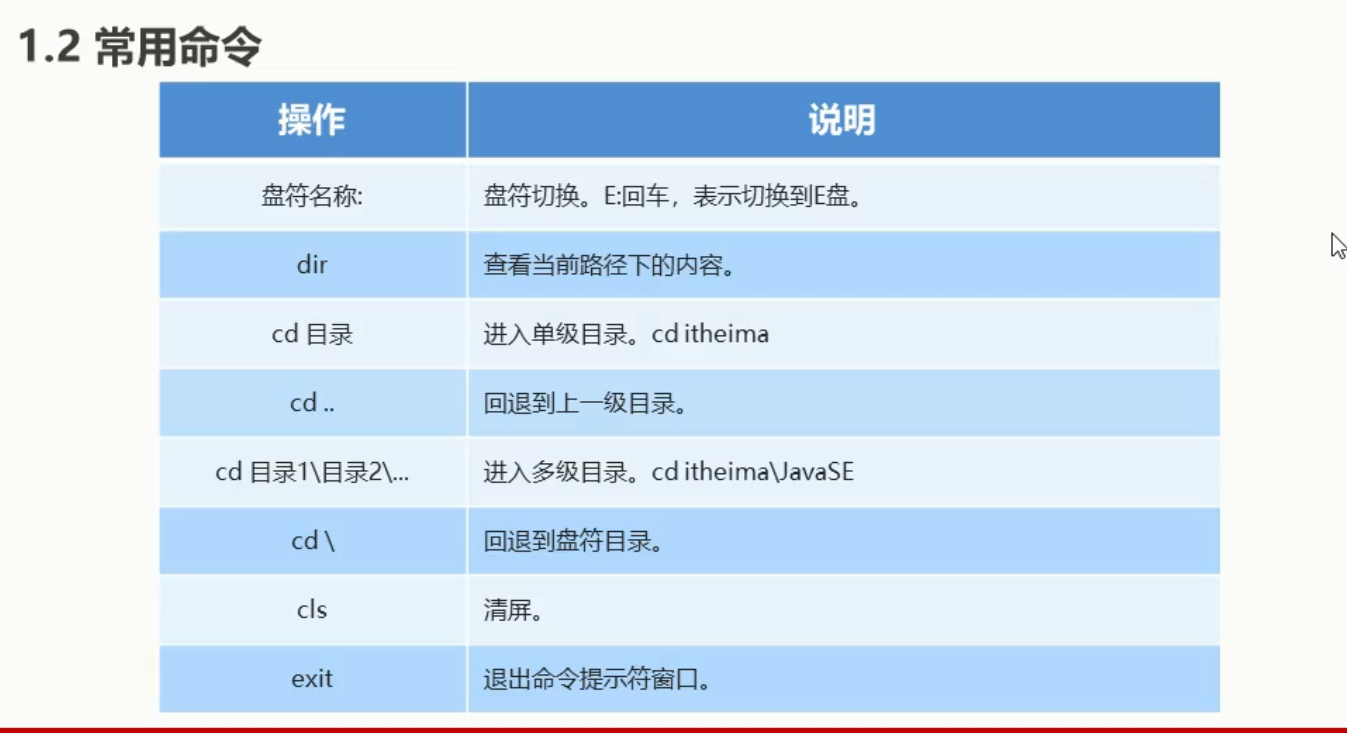 1.2 常用命令
操作 说明
盘符名称: 盘符切换。E:回车，表示切换到E盘。
dir 查看当前路径下的内容。
cd 目录 进入单级目录。cd itheima
cd .. 回退到上一级目录。
cd 目录1\目录2\... 进入多级目录。cd itheima\JavaSE
cd \ 回退到盘符目录。
cls 清屏。
exit 退出命令提示符窗口。